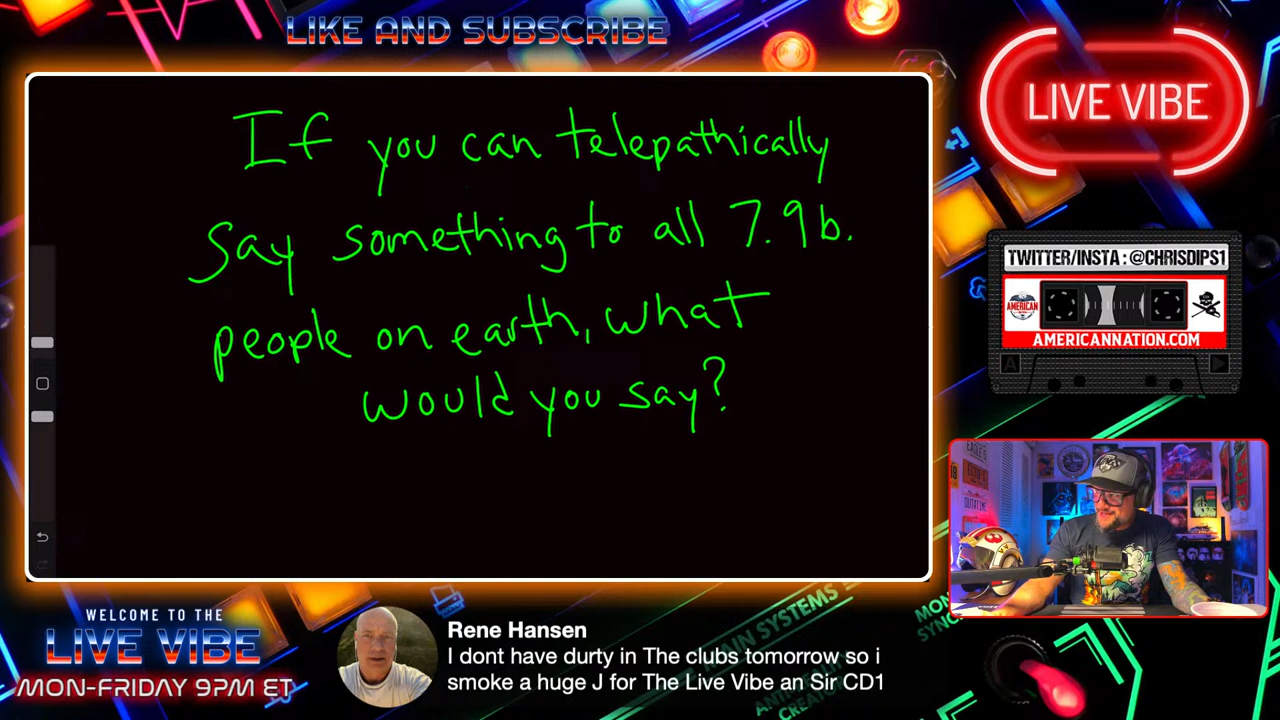 LIKE AND SUBSCRIBE
If you can telepathically
say something to all 7.9 b.
people on earth, what
would you say?
LIVE VIBE
TWITTER/INSTA : @CHRISDIPS1
AMERICAN
AMERICANNATION.COM
A
WELCOME TO THE
LIVE VIBE
MON-FRIDAY 9PM ET
Rene Hansen
I dont have durty in The clubs tomorrow so i
smoke a huge J for The Live Vibe an Sir CD1
SYSTEMS